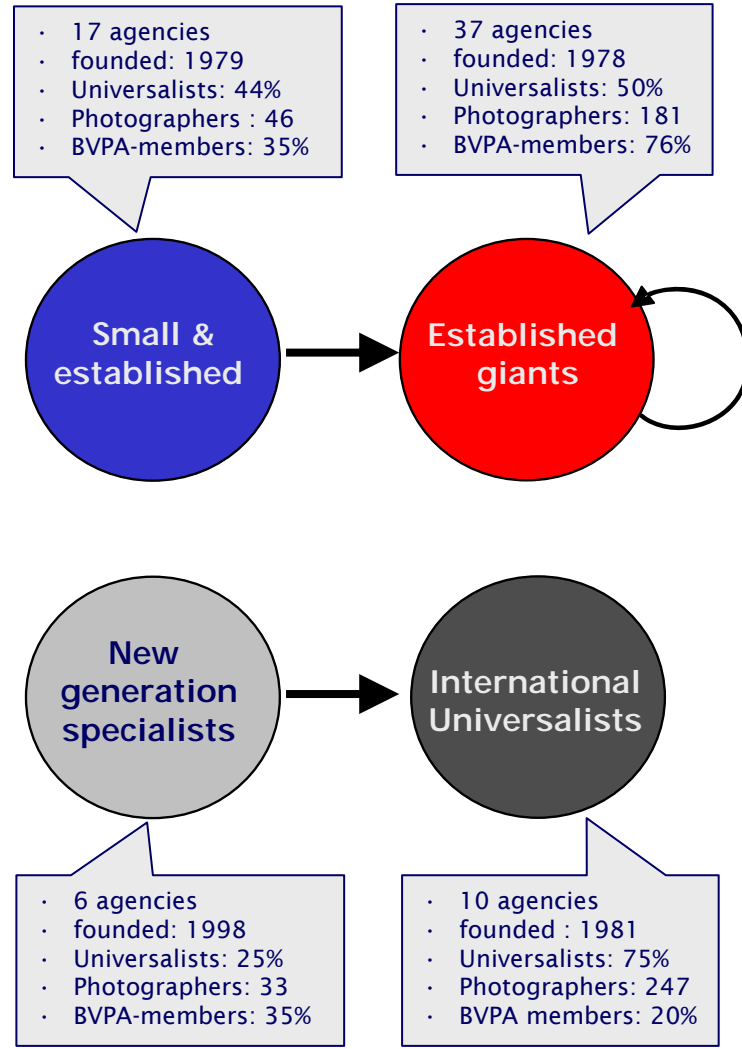 · 17 agencies
· founded: 1979
· Universalists: 44%
· Photographers : 46
· BVPA-members: 35%
· 37 agencies
· founded: 1978
· Universalists: 50%
· Photographers: 181
· BVPA-members: 76%
Small &
established
Established
giants
New
generation
specialists
International
Universalists
· 6 agencies
· founded: 1998
· Universalists: 25%
· Photographers: 33
· BVPA-members: 35%
· 10 agencies
· founded : 1981
· Universalists: 75%
· Photographers: 247
· BVPA members: 20%